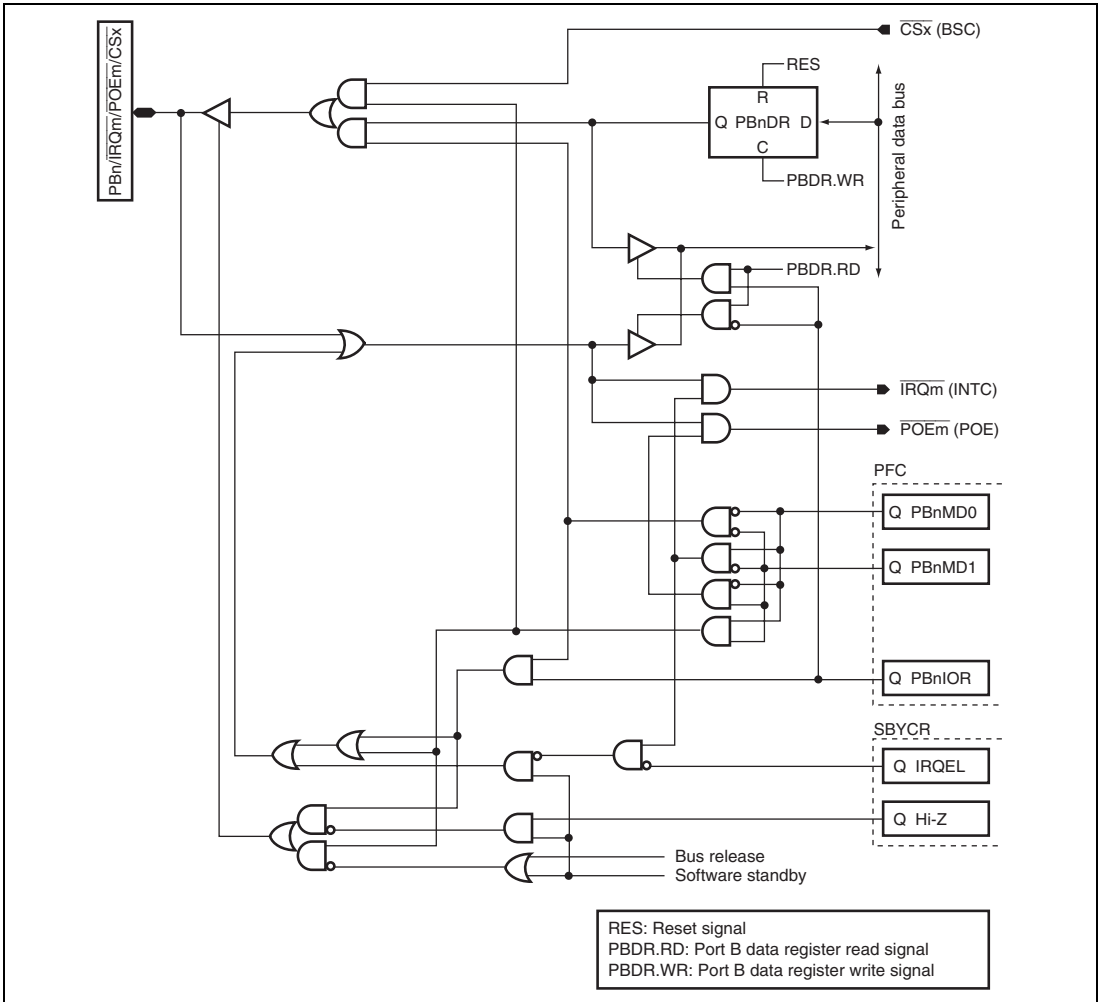 PBn/IRQm/POEm/CSx
CSx (BSC)
RES
R
Q PBnDR D
C
PBDR.WR
Peripheral data bus
PBDR.RD
IRQm (INTC)
POEm (POE)
PFC
Q PBnMD0
Q PBnMD1
Q PBnIOR
SBYCR
Q IRQEL
Q Hi-Z
Bus release
Software standby
RES: Reset signal
PBDR.RD: Port B data register read signal
PBDR.WR: Port B data register write signal